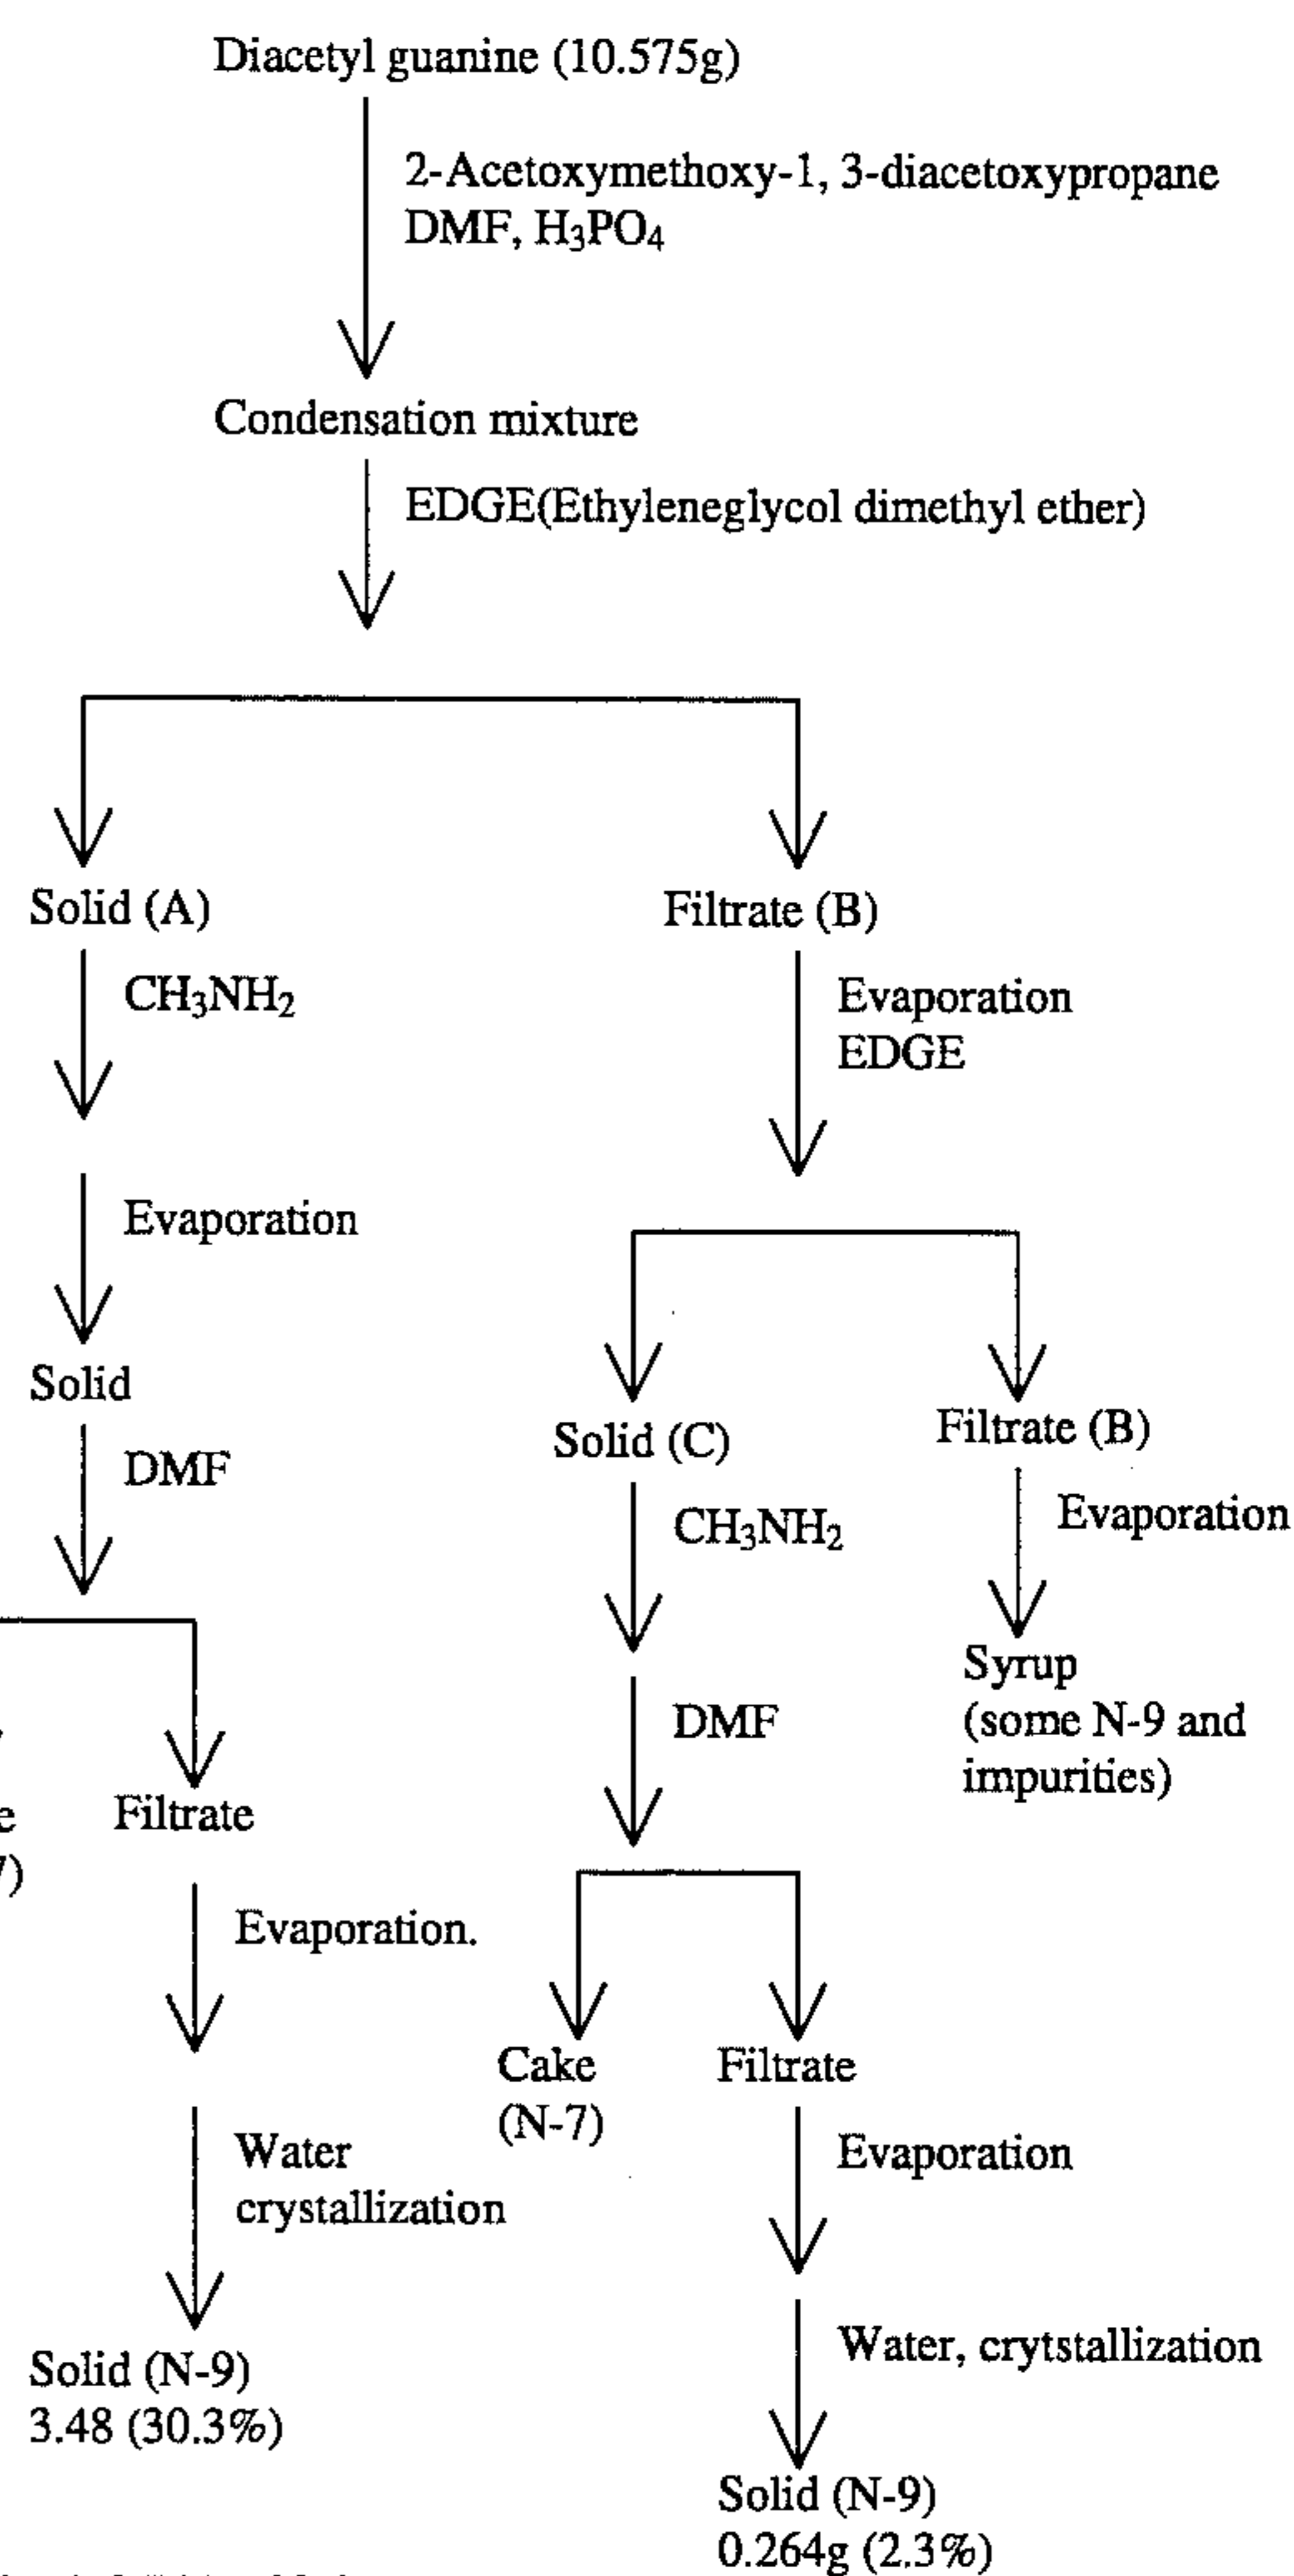 Diacetyl guanine (10.575g)
2-Acetoxymethoxy-1, 3-diacetoxypropane
DMF, H₃PO₄
Condensation mixture
EDGE(Ethyleneglycol dimethyl ether)
Solid (A)
Filtrate (B)
CH₃NH₂
Evaporation
EDGE
Evaporation
Solid
Solid (C)
Filtrate (B)
DMF
CH₃NH₂
Evaporation
Syrup
(some N-9 and
impurities)
DMF
Filtrate
Evaporation.
Cake
(N-7)
Filtrate
Water
crystallization
Evaporation
Solid (N-9)
3.48 (30.3%)
Water, crytstallization
Solid (N-9)
0.264g (2.3%)